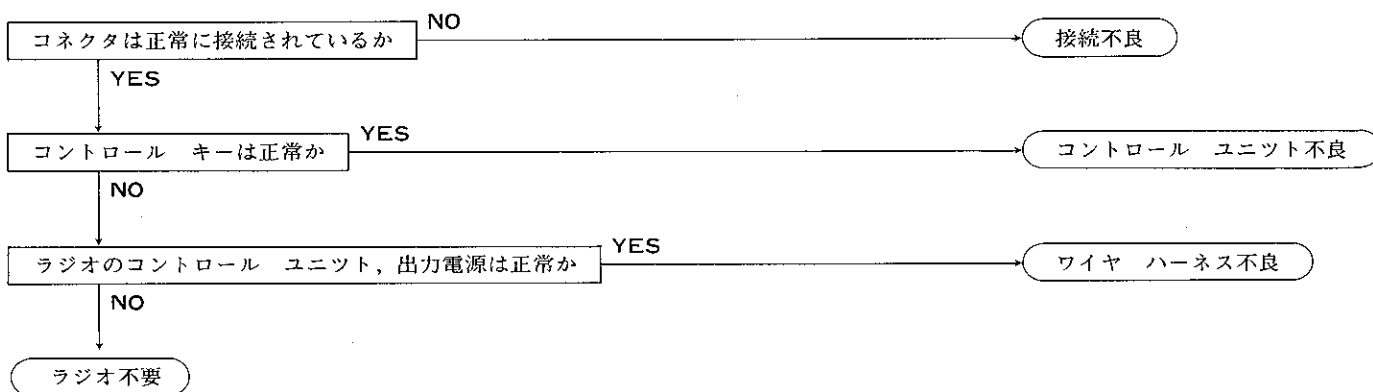 コネクタは正常に接続されているか
NO
接続不良
YES
コントロール キーは正常か
YES
コントロール ユニツト不良
NO
ラジオのコントロール ユニツト,出力電源は正常か
YES
ワイヤ ハーネス不良
NO
ラジオ不要